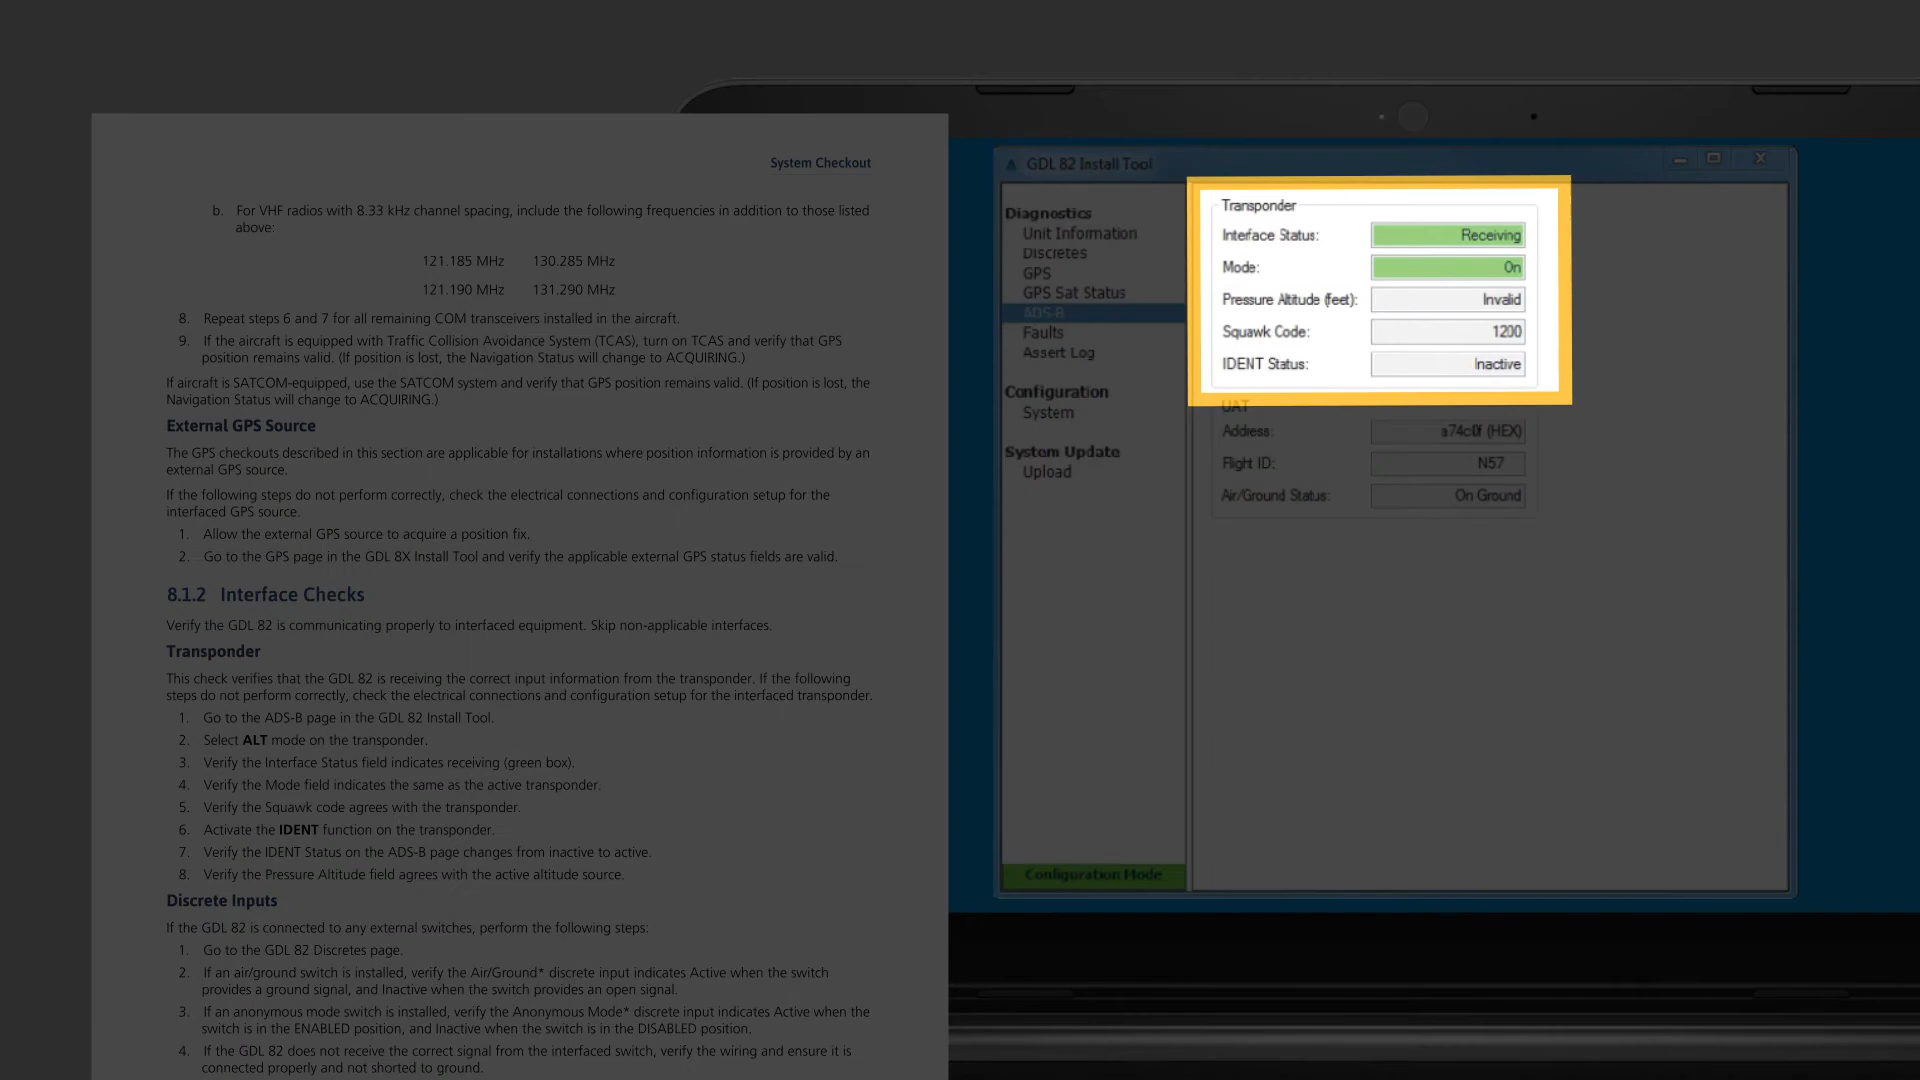 System Checkout
b. For VHF radios with 8.33 kHz channel spacing, include the following frequencies in addition to those listed
above:
121.185 MHz 130.285 MHz
121.190 MHz 131.290 MHz
8. Repeat steps 6 and 7 for all remaining COM transceivers installed in the aircraft.
9. If the aircraft is equipped with Traffic Collision Avoidance System (TCAS), turn on TCAS and verify that GPS
position remains valid. (If position is lost, the Navigation Status will change to ACQUIRING.)
If aircraft is SATCOM-equipped, use the SATCOM system and verify that GPS position remains valid. (If position is lost, the
Navigation Status will change to ACQUIRING.)
External GPS Source
The GPS checkouts described in this section are applicable for installations where position information is provided by an
external GPS source.
If the following steps do not perform correctly, check the electrical connections and configuration setup for the
interfaced GPS source.
1. Allow the external GPS source to acquire a position fix.
2. Go to the GPS page in the GDL 8X Install Tool and verify the applicable external GPS status fields are valid.
8.1.2 Interface Checks
Verify the GDL 82 is communicating properly to interfaced equipment. Skip non-applicable interfaces.
Transponder
This check verifies that the GDL 82 is receiving the correct input information from the transponder. If the following
steps do not perform correctly, check the electrical connections and configuration setup for the interfaced transponder.
1. Go to the ADS-B page in the GDL 82 Install Tool.
2. Select ALT mode on the transponder.
3. Verify the Interface Status field indicates receiving (green box).
4. Verify the Mode field indicates the same as the active transponder.
5. Verify the Squawk code agrees with the transponder.
6. Activate the IDENT function on the transponder.
7. Verify the IDENT Status on the ADS-B page changes from inactive to active.
8. Verify the Pressure Altitude field agrees with the active altitude source.
Discrete Inputs
If the GDL 82 is connected to any external switches, perform the following steps:
1. Go to the GDL 82 Discretes page.
2. If an air/ground switch is installed, verify the Air/Ground* discrete input indicates Active when the switch
provides a ground signal, and Inactive when the switch provides an open signal.
3. If an anonymous mode switch is installed, verify the Anonymous Mode* discrete input indicates Active when the
switch is in the ENABLED position, and Inactive when the switch is in the DISABLED position.
4. If the GDL 82 does not receive the correct signal from the interfaced switch, verify the wiring and ensure it is
connected properly and not shorted to ground.
GDL 82 Install Tool
Diagnostics
Unit Information
Discretes
GPS
GPS Sat Status
ADS-B
Faults
Assert Log
Configuration
System
System Update
Upload
Configuration Mode
Transponder
Interface Status: Receiving
Mode: On
Pressure Altitude (feet): Invalid
Squawk Code: 1200
IDENT Status: Inactive
UAT
Address: a74c0f (HEX)
Flight ID: N57
Air/Ground Status: On Ground